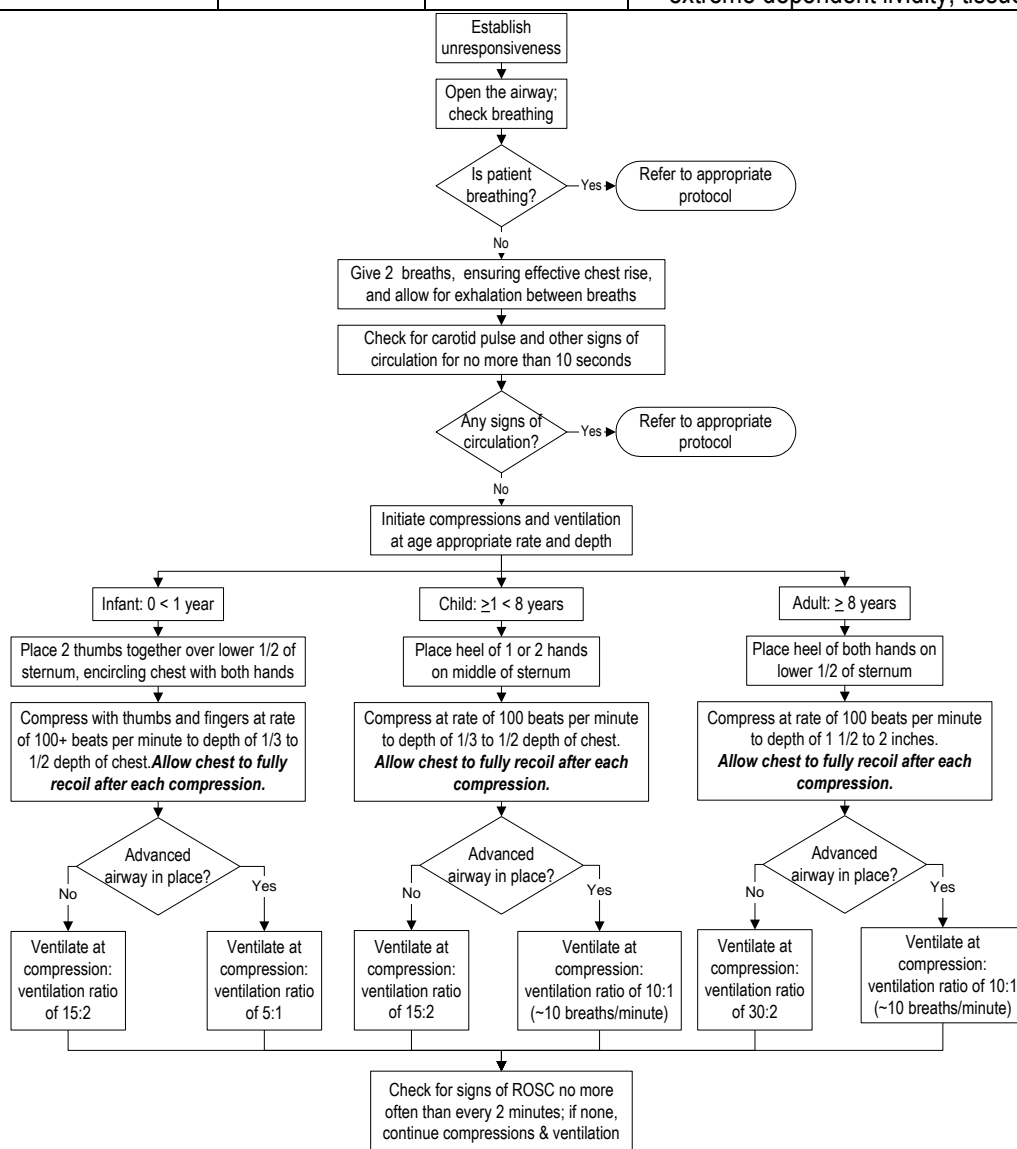 extreme dependent lividity, tissue
Establish
unresponsiveness
Open the airway;
check breathing
Is patient
breathing?
Yes
Refer to appropriate
protocol
No
Give 2 breaths, ensuring effective chest rise,
and allow for exhalation between breaths
Check for carotid pulse and other signs of
circulation for no more than 10 seconds
Any signs of
circulation?
Yes
Refer to appropriate
protocol
No
Initiate compressions and ventilation
at age appropriate rate and depth
Infant: 0 < 1 year
Place 2 thumbs together over lower 1/2 of
sternum, encircling chest with both hands
Compress with thumbs and fingers at rate
of 100+ beats per minute to depth of 1/3 to
1/2 depth of chest.Allow chest to fully
recoil after each compression.
Advanced
airway in place?
No
Yes
Ventilate at
compression:
ventilation ratio
of 15:2
Ventilate at
compression:
ventilation ratio
of 5:1
Child: ≥1 < 8 years
Place heel of 1 or 2 hands
on middle of sternum
Compress at rate of 100 beats per minute
to depth of 1/3 to 1/2 depth of chest.
Allow chest to fully recoil after each
compression.
Advanced
airway in place?
No
Yes
Ventilate at
compression:
ventilation ratio
of 15:2
Ventilate at
compression:
ventilation ratio of 10:1
(~10 breaths/minute)
Adult: ≥ 8 years
Place heel of both hands on
lower 1/2 of sternum
Compress at rate of 100 beats per minute
to depth of 1 1/2 to 2 inches.
Allow chest to fully recoil after each
compression.
Advanced
airway in place?
No
Yes
Ventilate at
compression:
ventilation ratio
of 30:2
Ventilate at
compression:
ventilation ratio of 10:1
(~10 breaths/minute)
Check for signs of ROSC no more
often than every 2 minutes; if none,
continue compressions & ventilation